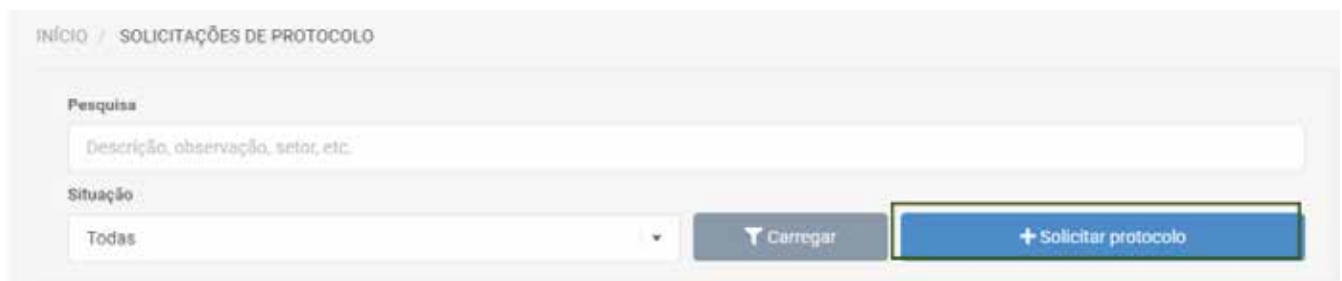 INÍCIO / SOLICITAÇÕES DE PROTOCOLO
Pesquisa
Descrição, observação, setor, etc.
Situação
Todas
Carregar
+ Solicitar protocolo